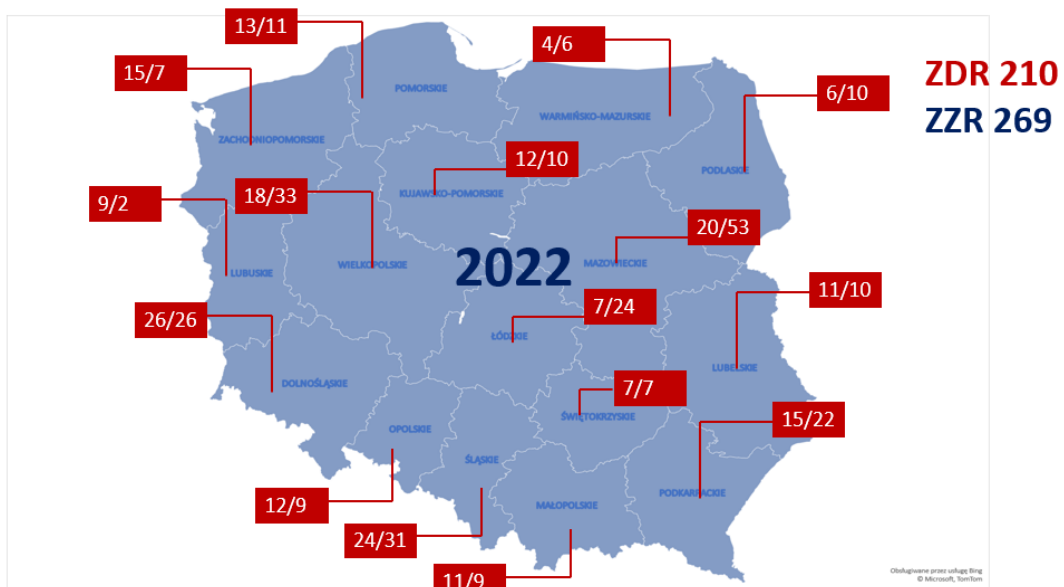 13/11
4/6
15/7
ZDR 210
6/10
ZZR 269
POMORSKIE
WARMIŃSKO-MAZURSKIE
ZACHODNIOPOMORSKIE
12/10
PODLASKIE
18/33
KUJAWSKO-POMORSKIE
9/2
20/53
2022
WIELKOPOLSKIE
MAZOWIECKIE
LUBUSKIE
11/10
7/24
26/26
ŁÓDZKIE
LUBELSKIE
DOLNOŚLĄSKIE
7/7
ŚWIĘTOKRZYSKIE
15/22
OPOLSKIE
ŚLĄSKIE
PODKARPACKIE
12/9
MAŁOPOLSKIE
24/31
11/9
Obsługiwane przez usługę Bing
© Microsoft, TomTom